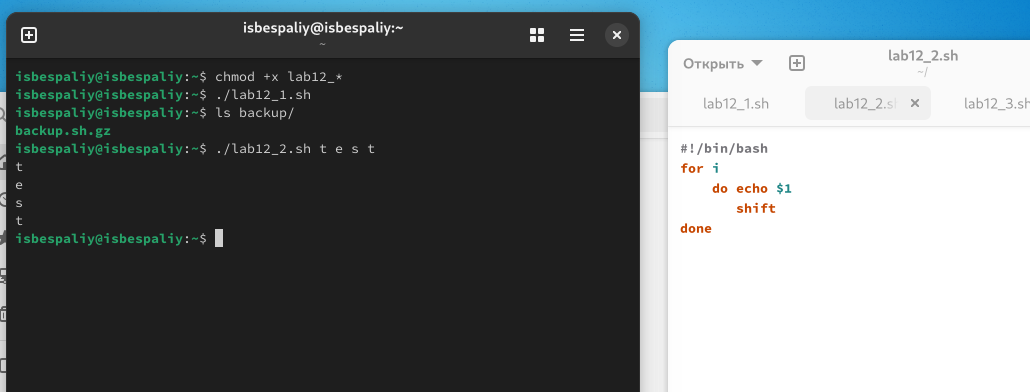 isbespaliy@isbespaliy:~
~
isbespaliy@isbespaliy:~$ chmod +x lab12_*
isbespaliy@isbespaliy:~$ ./lab12_1.sh
isbespaliy@isbespaliy:~$ ls backup/
backup.sh.gz
isbespaliy@isbespaliy:~$ ./lab12_2.sh t e s t
t
e
s
t
isbespaliy@isbespaliy:~$
Открыть
lab12_2.sh
~/
lab12_1.sh
lab12_2.sh
lab12_3.sh
#!/bin/bash
for i
    do echo $1
       shift
done